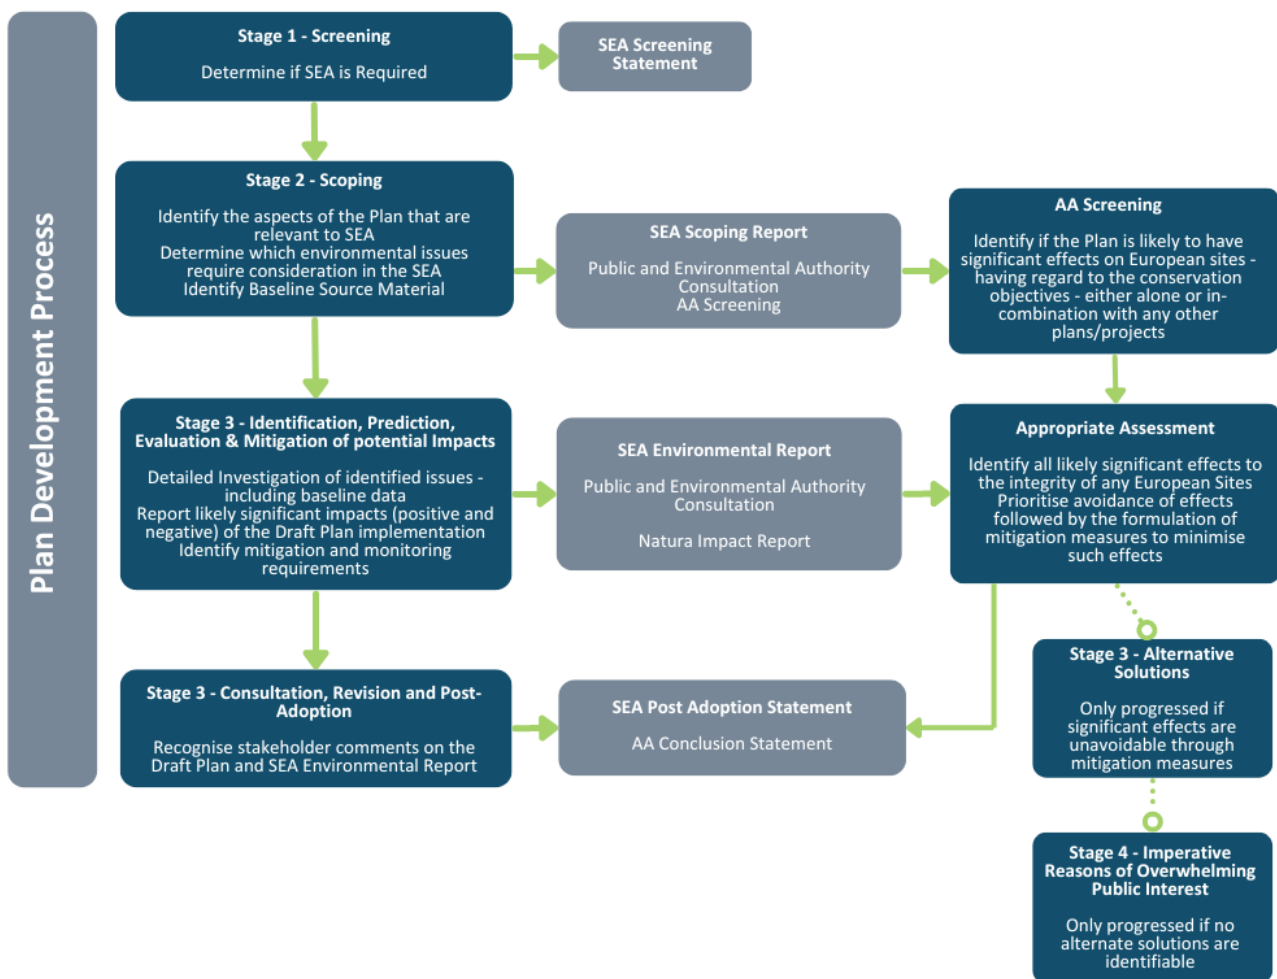 Plan Development Process
Stage 1 - Screening
Determine if SEA is Required
SEA Screening
Statement
Stage 2 - Scoping
Identify the aspects of the Plan that are
relevant to SEA
Determine which environmental issues
require consideration in the SEA
Identify Baseline Source Material
SEA Scoping Report
Public and Environmental Authority
Consultation
AA Screening
AA Screening
Identify if the Plan is likely to have
significant effects on European sites -
having regard to the conservation
objectives - either alone or in-
combination with any other
plans/projects
Stage 3 - Identification, Prediction,
Evaluation & Mitigation of potential Impacts
Detailed Investigation of identified issues -
including baseline data
Report likely significant impacts (positive and
negative) of the Draft Plan implementation
Identify mitigation and monitoring
requirements
SEA Environmental Report
Public and Environmental Authority
Consultation
Natura Impact Report
Appropriate Assessment
Identify all likely significant effects to
the integrity of any European Sites
Prioritise avoidance of effects
followed by the formulation of
mitigation measures to minimise
such effects
Stage 3 - Consultation, Revision and Post-
Adoption
Recognise stakeholder comments on the
Draft Plan and SEA Environmental Report
SEA Post Adoption Statement
AA Conclusion Statement
Stage 3 - Alternative
Solutions
Only progressed if
significant effects are
unavoidable through
mitigation measures
Stage 4 - Imperative
Reasons of Overwhelming
Public Interest
Only progressed if no
alternate solutions are
identifiable